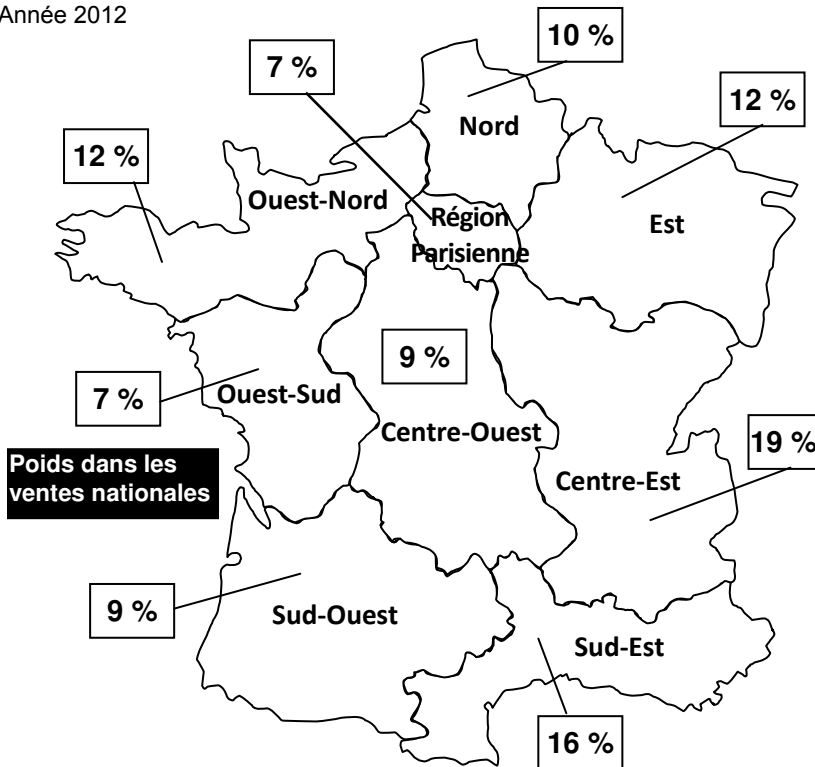 Année 2012
10 %
7 %
Nord
12 %
12 %
Ouest-Nord
Région
Parisienne
Est
9 %
7 %
Ouest-Sud
Centre-Ouest
19 %
Poids dans les
ventes nationales
Centre-Est
9 %
Sud-Ouest
Sud-Est
16 %